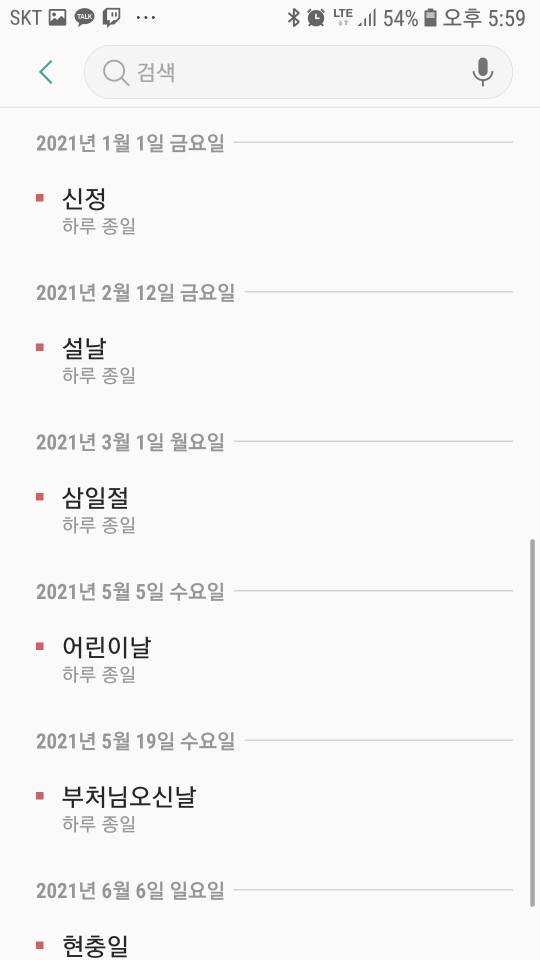 SKT TALK LTE 54% 오후 5:59
검색
2021년 1월 1일 금요일
신정
하루 종일
2021년 2월 12일 금요일
설날
하루 종일
2021년 3월 1일 월요일
삼일절
하루 종일
2021년 5월 5일 수요일
어린이날
하루 종일
2021년 5월 19일 수요일
부처님오신날
하루 종일
2021년 6월 6일 일요일
현충일